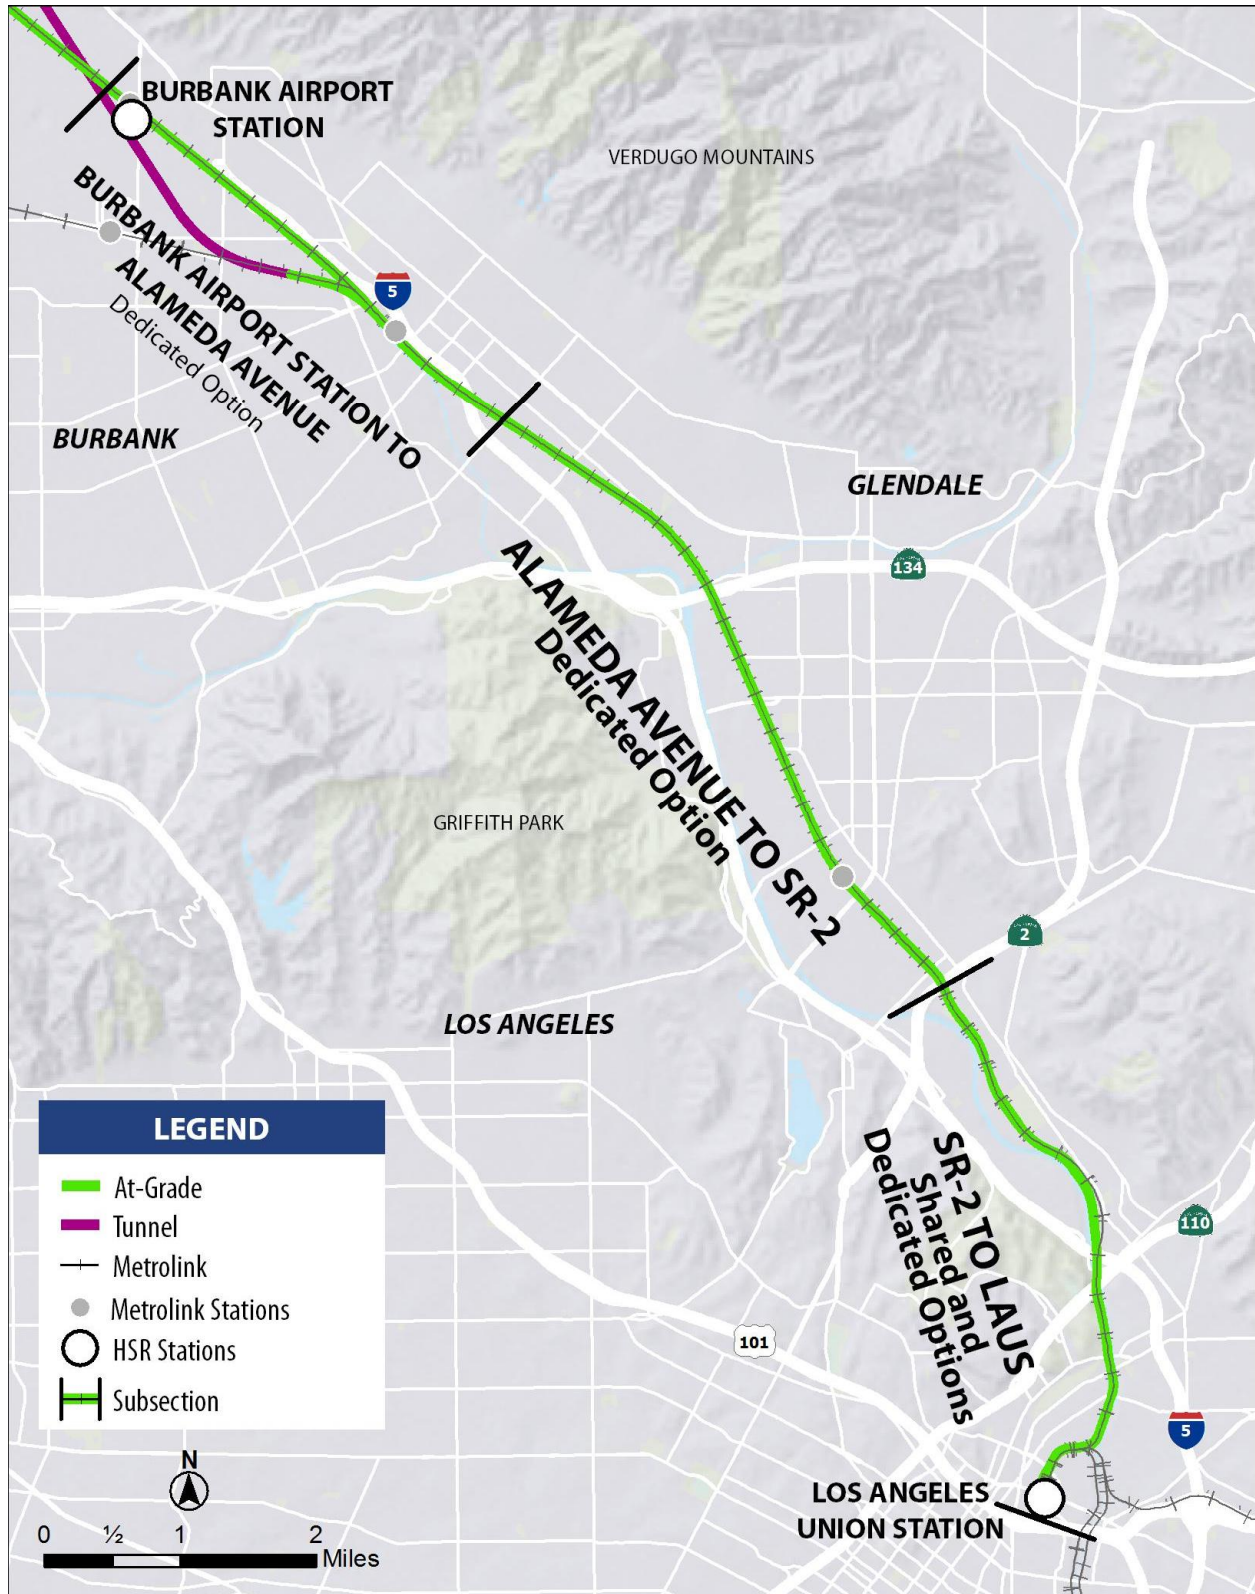 BURBANK AIRPORT
STATION
VERDUGO MOUNTAINS
BURBANK AIRPORT STATION TO
ALAMEDA AVENUE
Dedicated Option
5
BURBANK
GLENDALE
134
ALAMEDA AVENUE TO SR-2
Dedicated Option
GRIFFITH PARK
2
LOS ANGELES
LEGEND
At-Grade
Tunnel
Metrolink
Metrolink Stations
HSR Stations
Subsection
SR-2 TO LAUS
Shared and
Dedicated Options
110
101
5
N
LOS ANGELES
UNION STATION
0 ½ 1 2
Miles